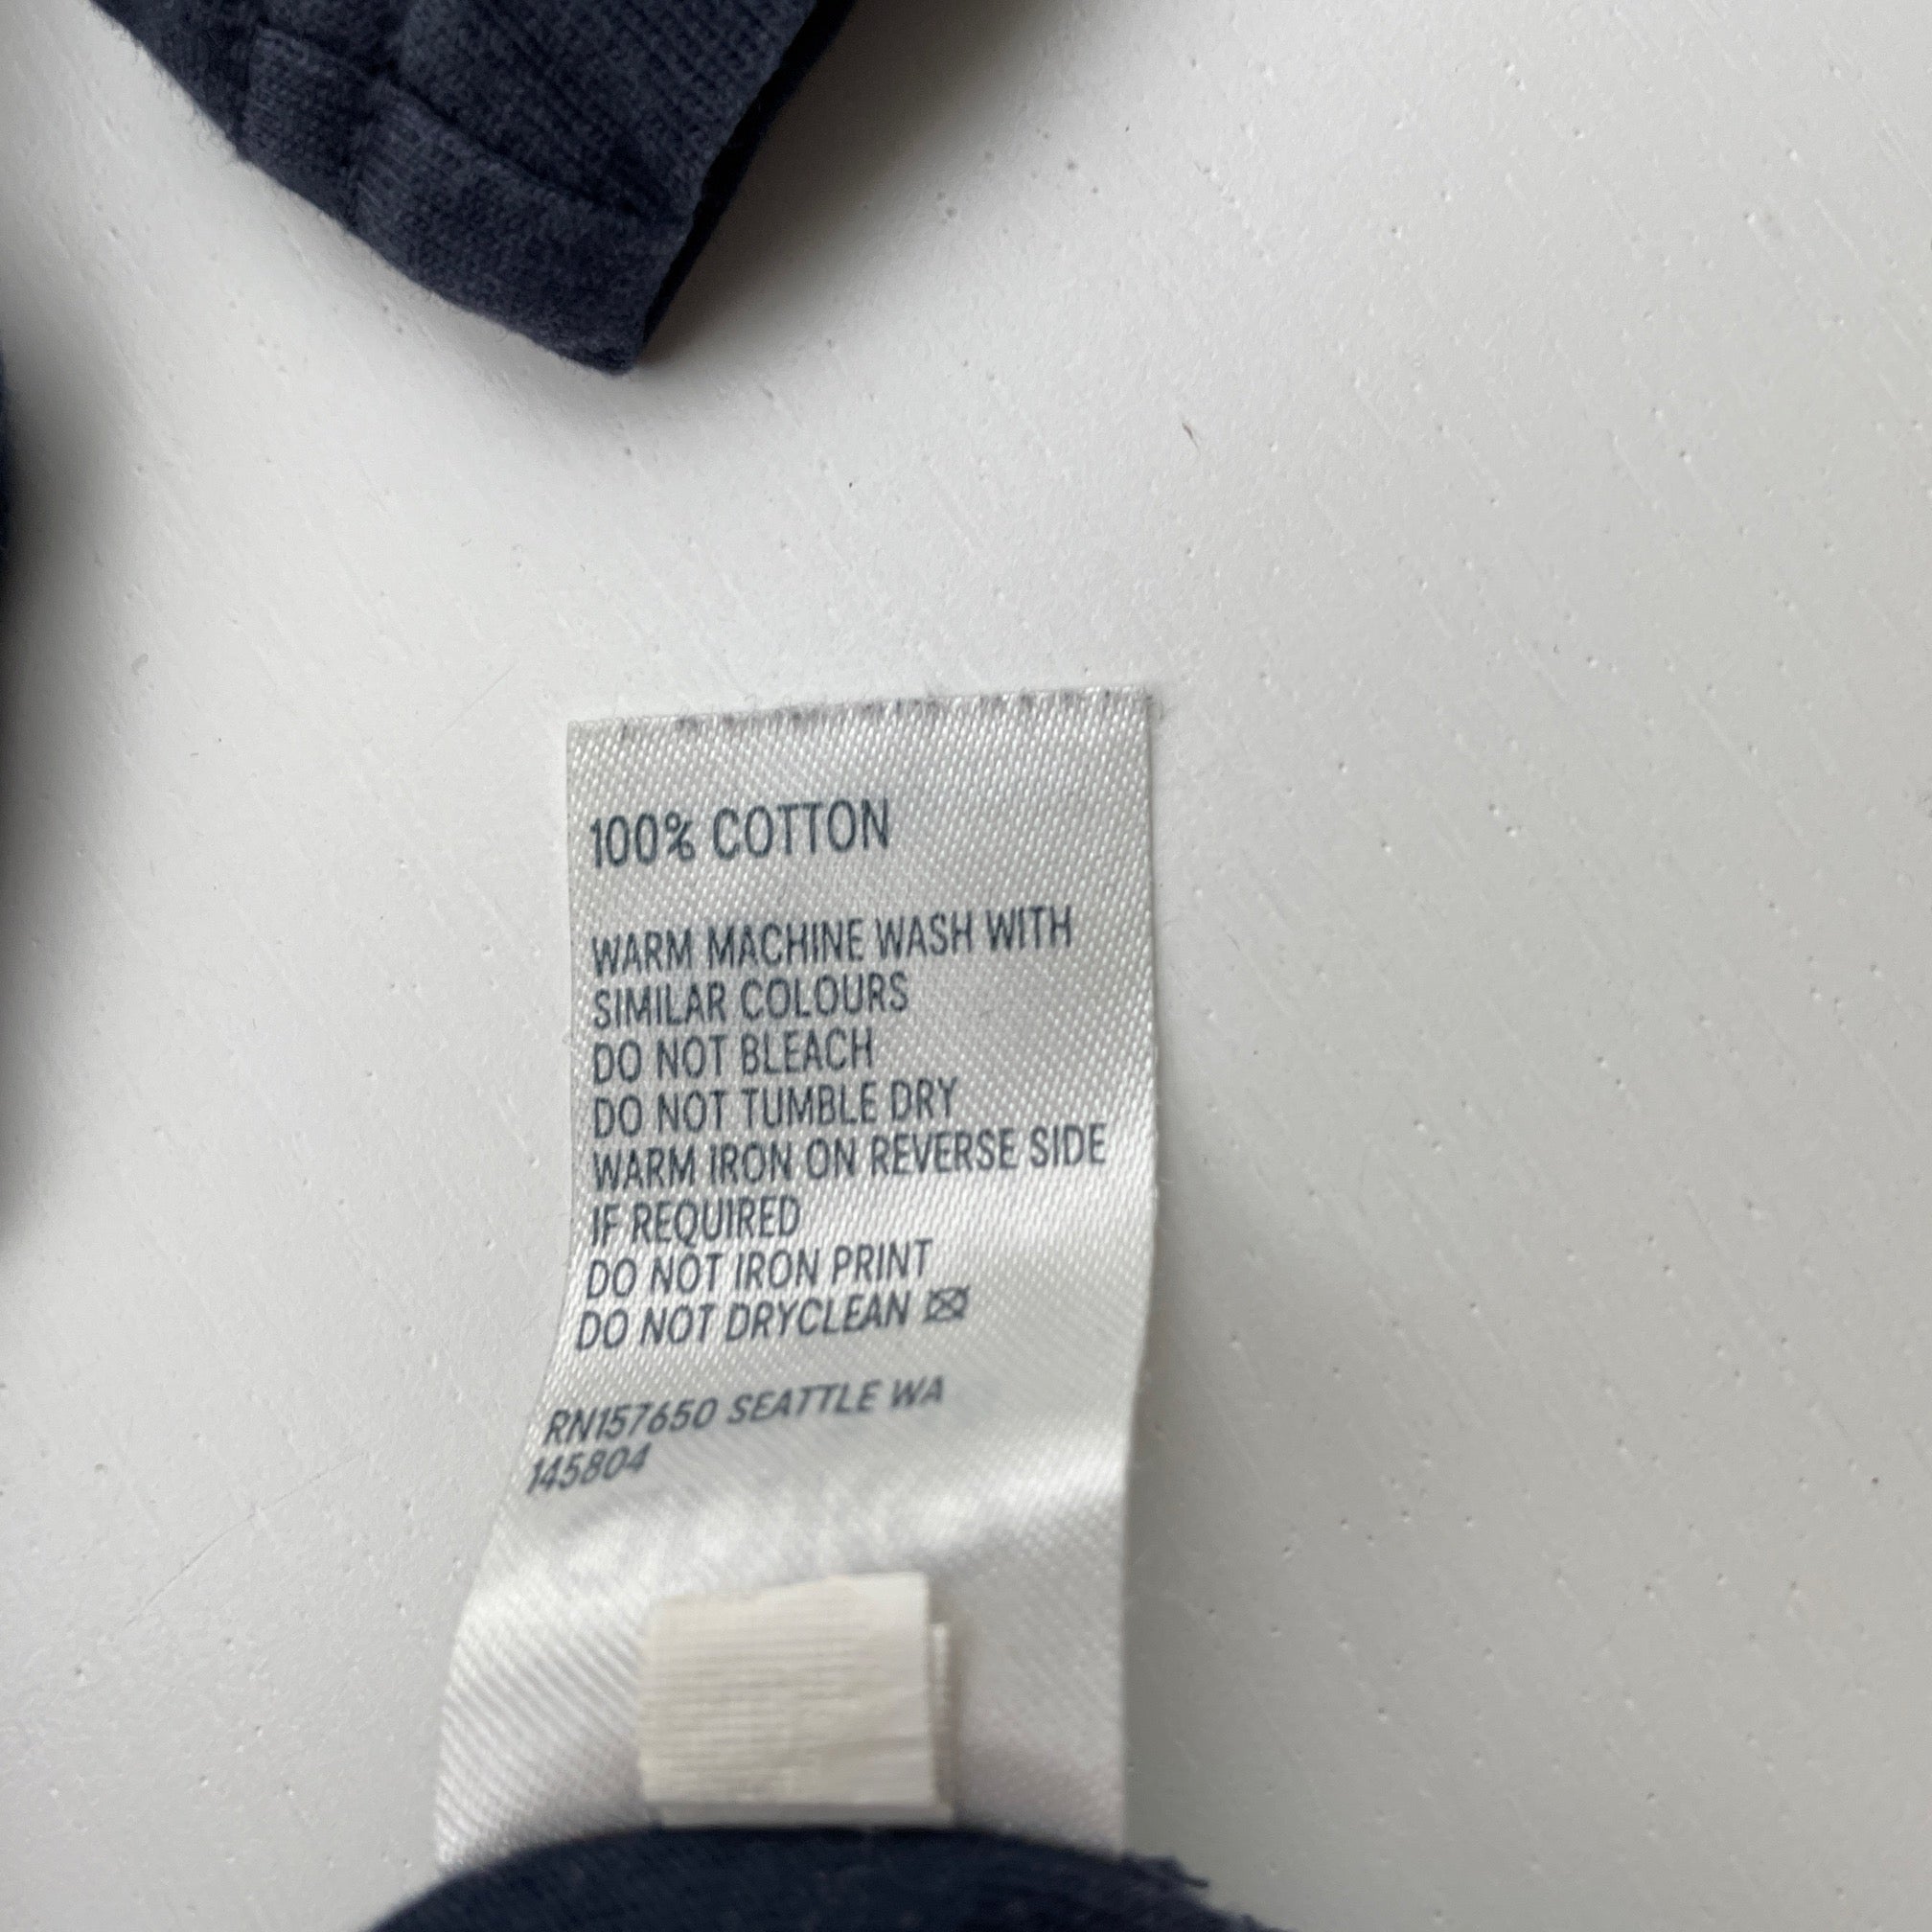 100% COTTON
WARM MACHINE WASH WITH
SIMILAR COLOURS
DO NOT BLEACH
DO NOT TUMBLE DRY
WARM IRON ON REVERSE SIDE
IF REQUIRED
DO NOT IRON PRINT
DO NOT DRYCLEAN
RN157650 SEATTLE WA
145804